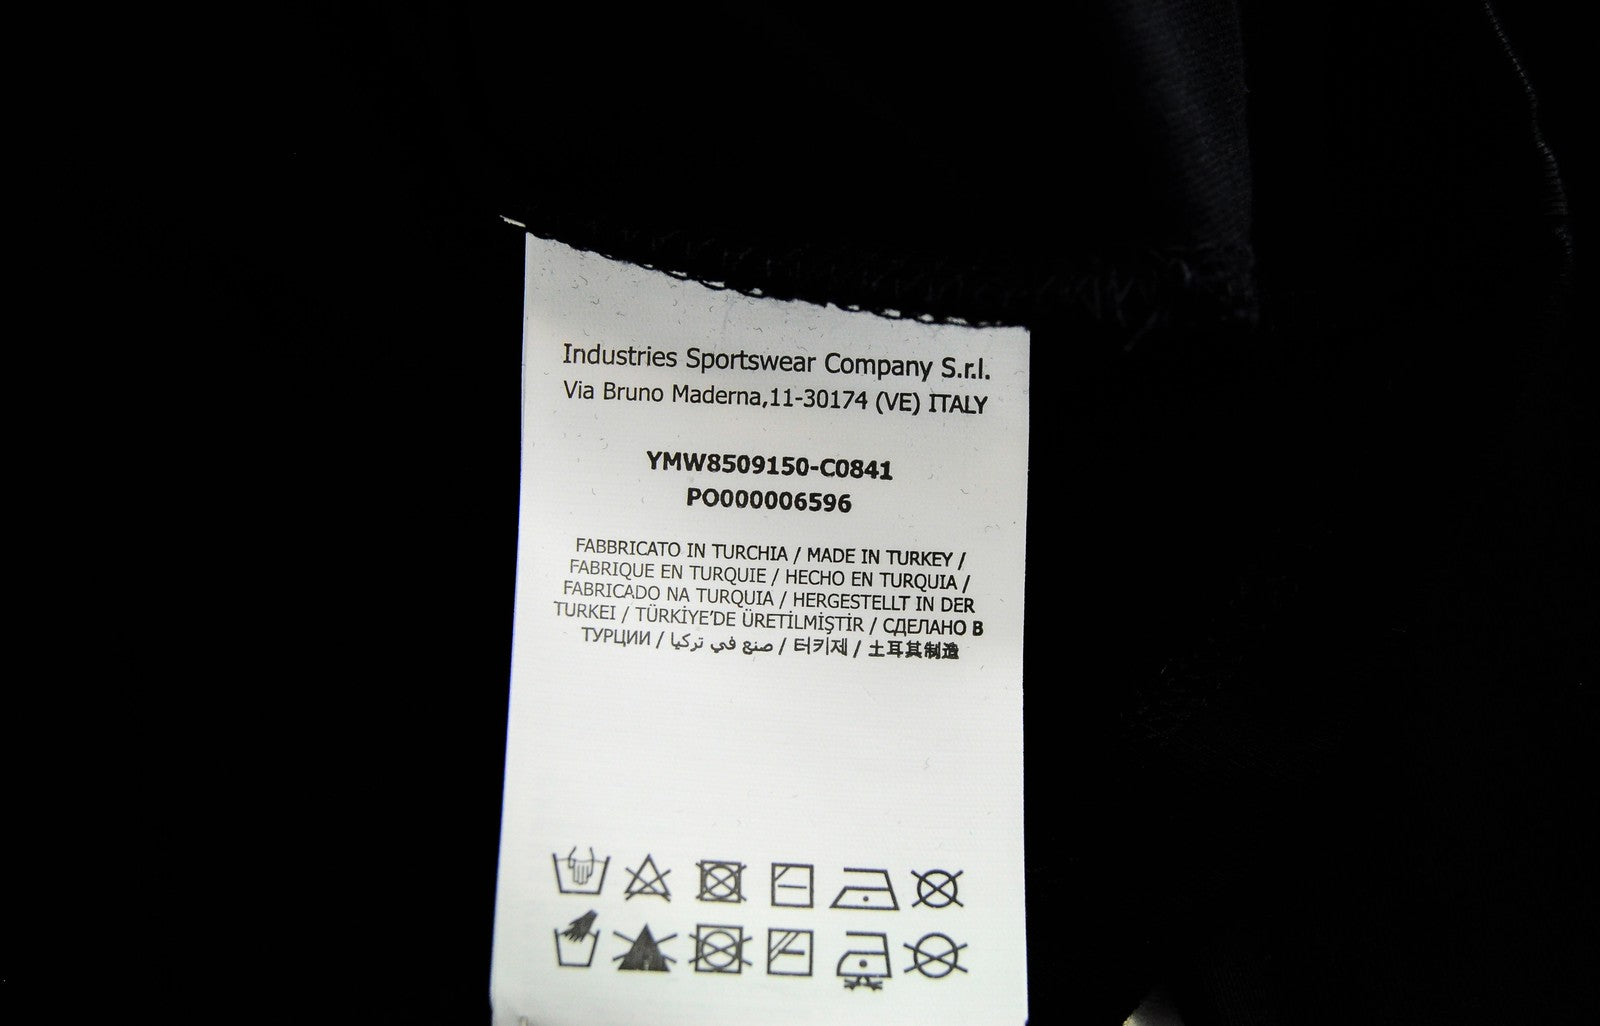 Industries Sportswear Company S.r.l.
Via Bruno Maderna,11-30174 (VE) ITALY
YMW8509150-C0841
PO000006596
FABBRICATO IN TURCHIA / MADE IN TURKEY /
FABRIQUE EN TURQUIE / HECHO EN TURQUIA /
FABRICADO NA TURQUIA / HERGESTELLT IN DER
TURKEI / TÜRKİYE'DE ÜRETİLMİŞTİR / СДЕЛАНО В
ТУРЦИИ / صنع في تركيا / 터키제 / 土耳其制造